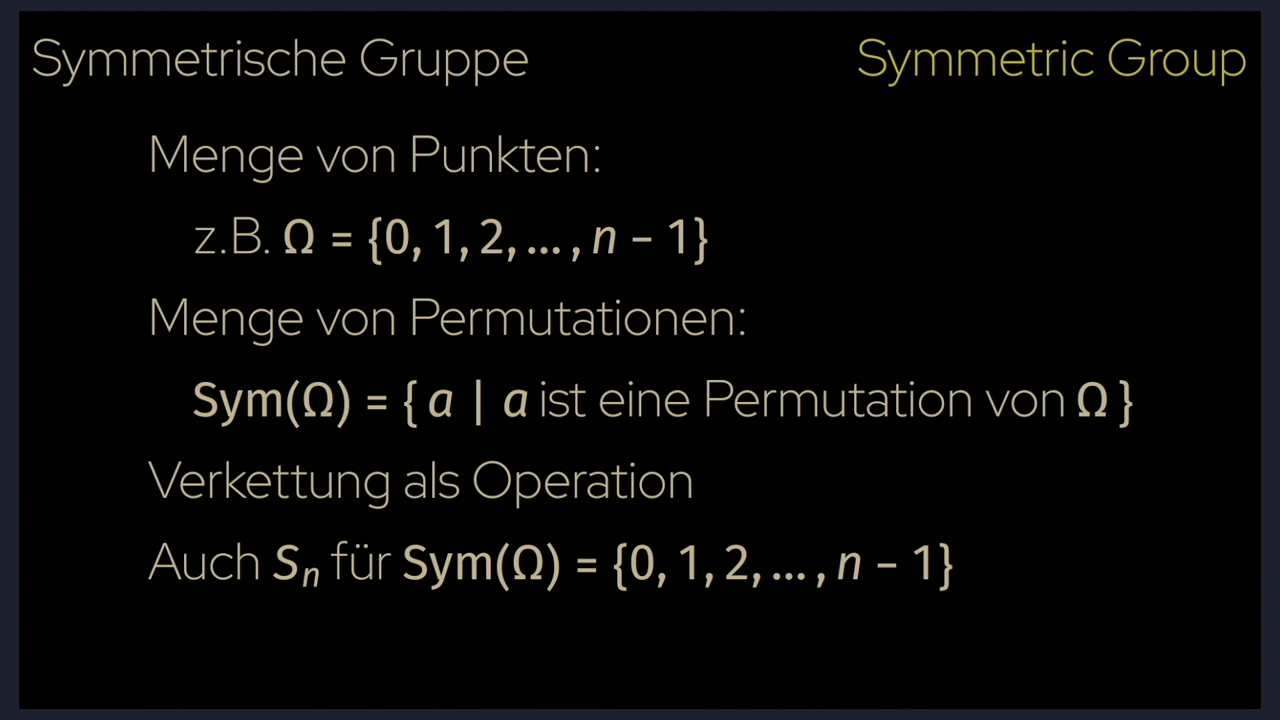 Symmetrische Gruppe Symmetric Group
Menge von Punkten:
z.B. Ω = {0, 1, 2, … , n − 1}
Menge von Permutationen:
Sym(Ω) = { a | a ist eine Permutation von Ω }
Verkettung als Operation
Auch Sₙ für Sym(Ω) = {0, 1, 2, … , n − 1}